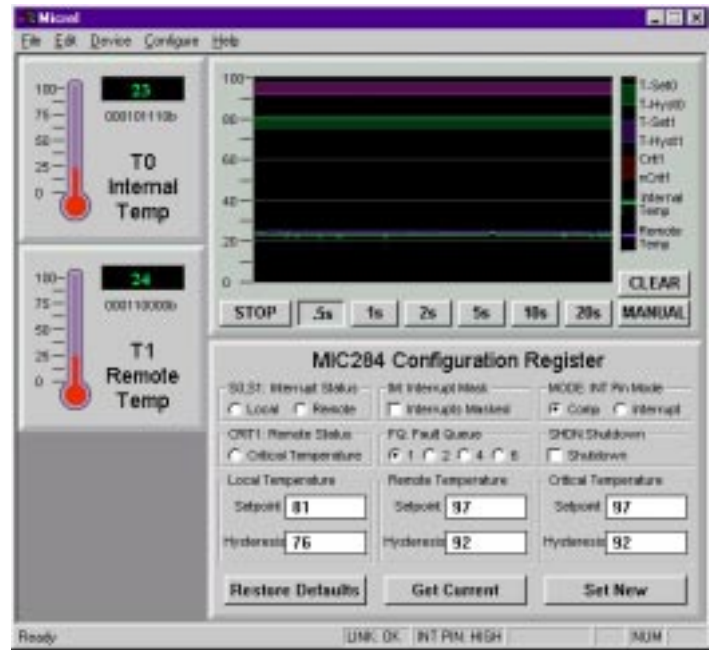 Micrel
File Edit Device Configure Help
100
75
50
25
0
23
000101110b
T0
Internal
Temp
100
75
50
25
0
24
000110000b
T1
Remote
Temp
100
80
60
40
20
0
T-Set0
T-Hyst0
T-Set1
T-Hyst1
Crit1
nCrit1
Internal
Temp
Remote
Temp
CLEAR
STOP .5s 1s 2s 5s 10s 20s MANUAL
MIC284 Configuration Register
S0,S1: Interrupt Status IM: Interrupt Mask MODE: INT Pin Mode
Local Remote Interrupts Masked Comp Interrupt
CRIT1: Remote Status FQ: Fault Queue SHDN: Shutdown
Critical Temperature 1 2 4 6 Shutdown
Local Temperature Remote Temperature Critical Temperature
Setpoint 81 Setpoint 97 Setpoint 97
Hysteresis 76 Hysteresis 92 Hysteresis 92
Restore Defaults Get Current Set New
Ready LINK: OK INT PIN: HIGH NUM